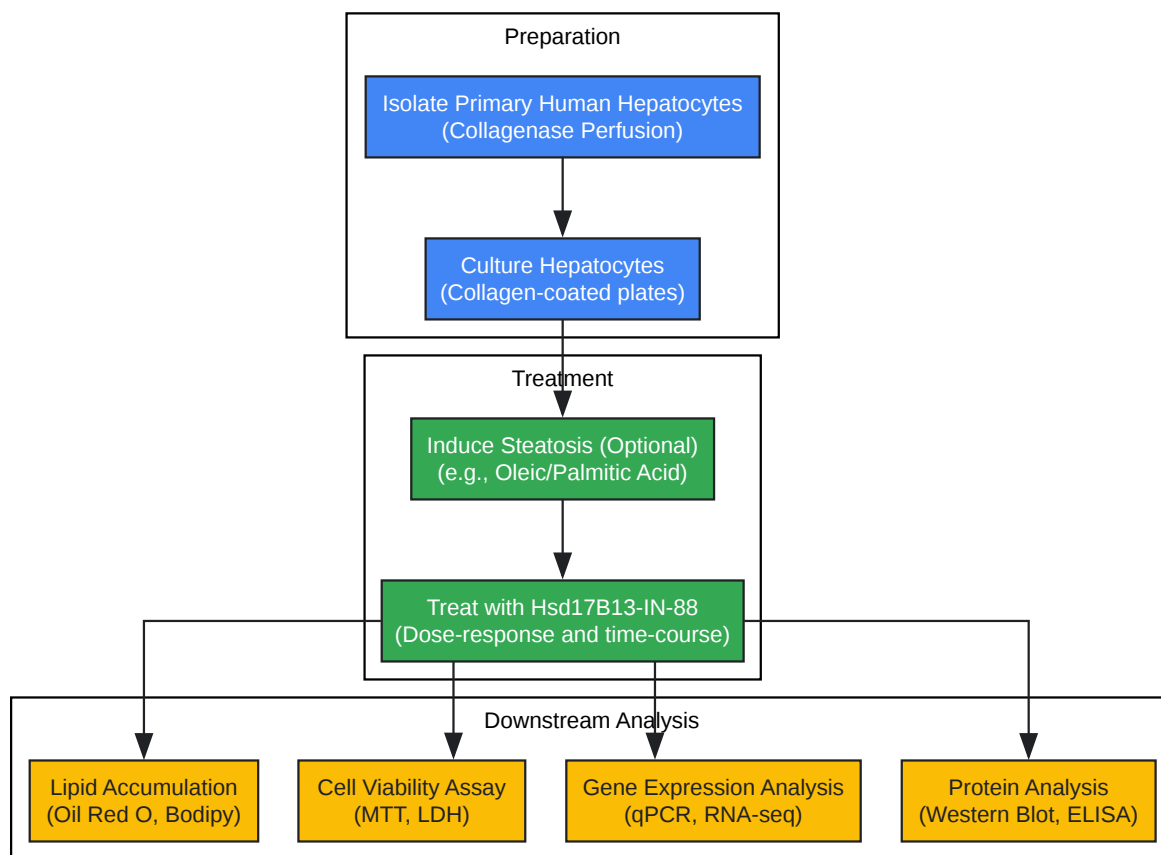 Preparation
Isolate Primary Human Hepatocytes
(Collagenase Perfusion)
Culture Hepatocytes
(Collagen-coated plates)
Treatment
Induce Steatosis (Optional)
(e.g., Oleic/Palmitic Acid)
Treat with Hsd17B13-IN-88
(Dose-response and time-course)
Downstream Analysis
Lipid Accumulation
(Oil Red O, Bodipy)
Cell Viability Assay
(MTT, LDH)
Gene Expression Analysis
(qPCR, RNA-seq)
Protein Analysis
(Western Blot, ELISA)